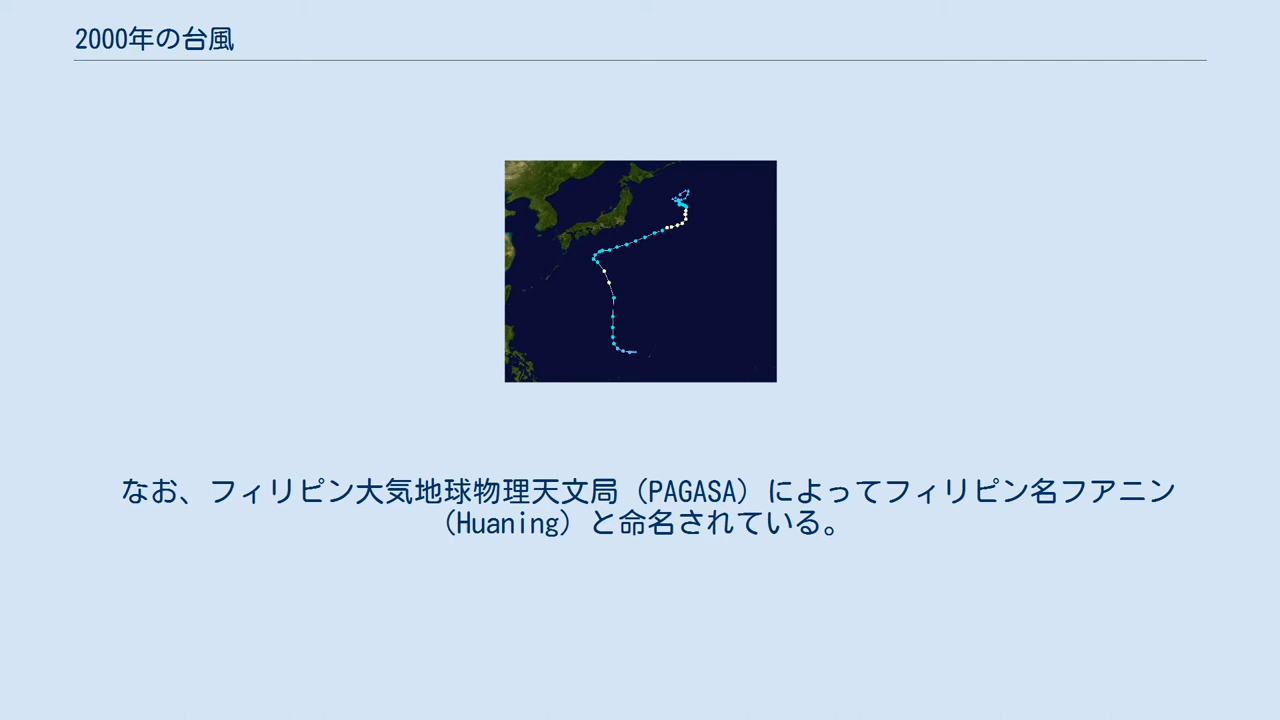 2000年の台風
なお、フィリピン大気地球物理天文局（PAGASA）によってフィリピン名フアニン
（Huaning）と命名されている。